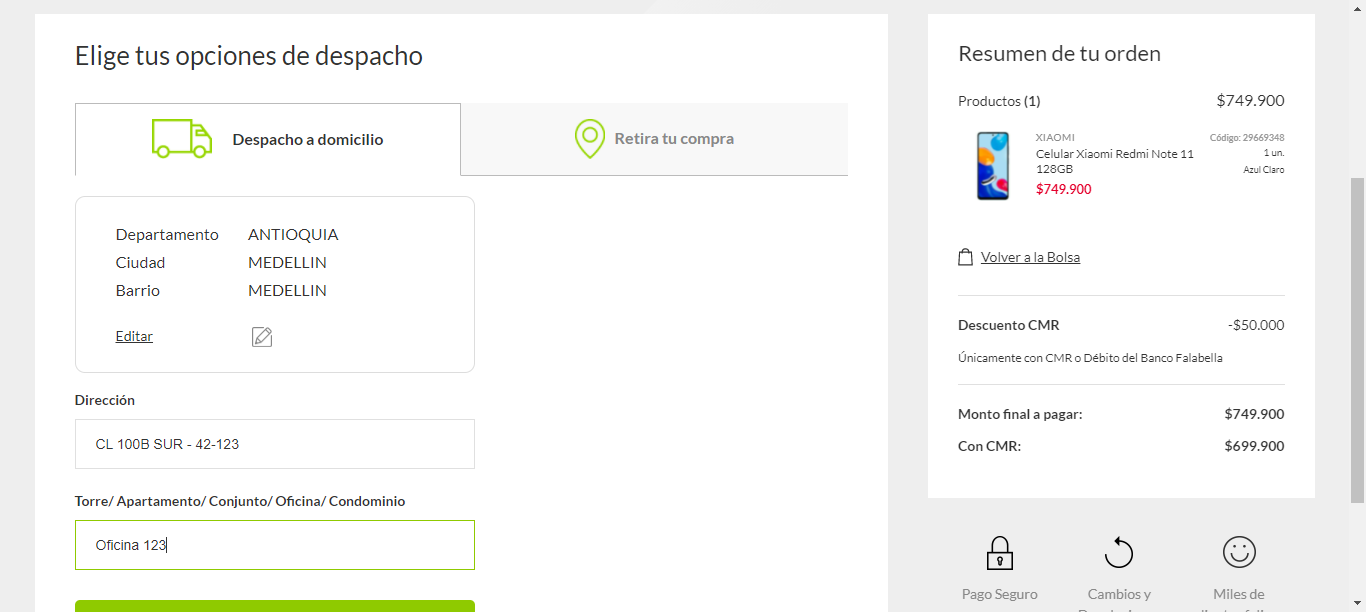 Elige tus opciones de despacho
Despacho a domicilio
Retira tu compra
Departamento ANTIOQUIA
Ciudad MEDELLIN
Barrio MEDELLIN
Editar
Dirección
CL 100B SUR - 42-123
Torre/ Apartamento/ Conjunto/ Oficina/ Condominio
Oficina 123
Resumen de tu orden
Productos (1) $749.900
XIAOMI Código: 29669348
Celular Xiaomi Redmi Note 11 1 un.
128GB Azul Claro
$749.900
Volver a la Bolsa
Descuento CMR -$50.000
Únicamente con CMR o Débito del Banco Falabella
Monto final a pagar: $749.900
Con CMR: $699.900
Pago Seguro
Cambios y
Miles de